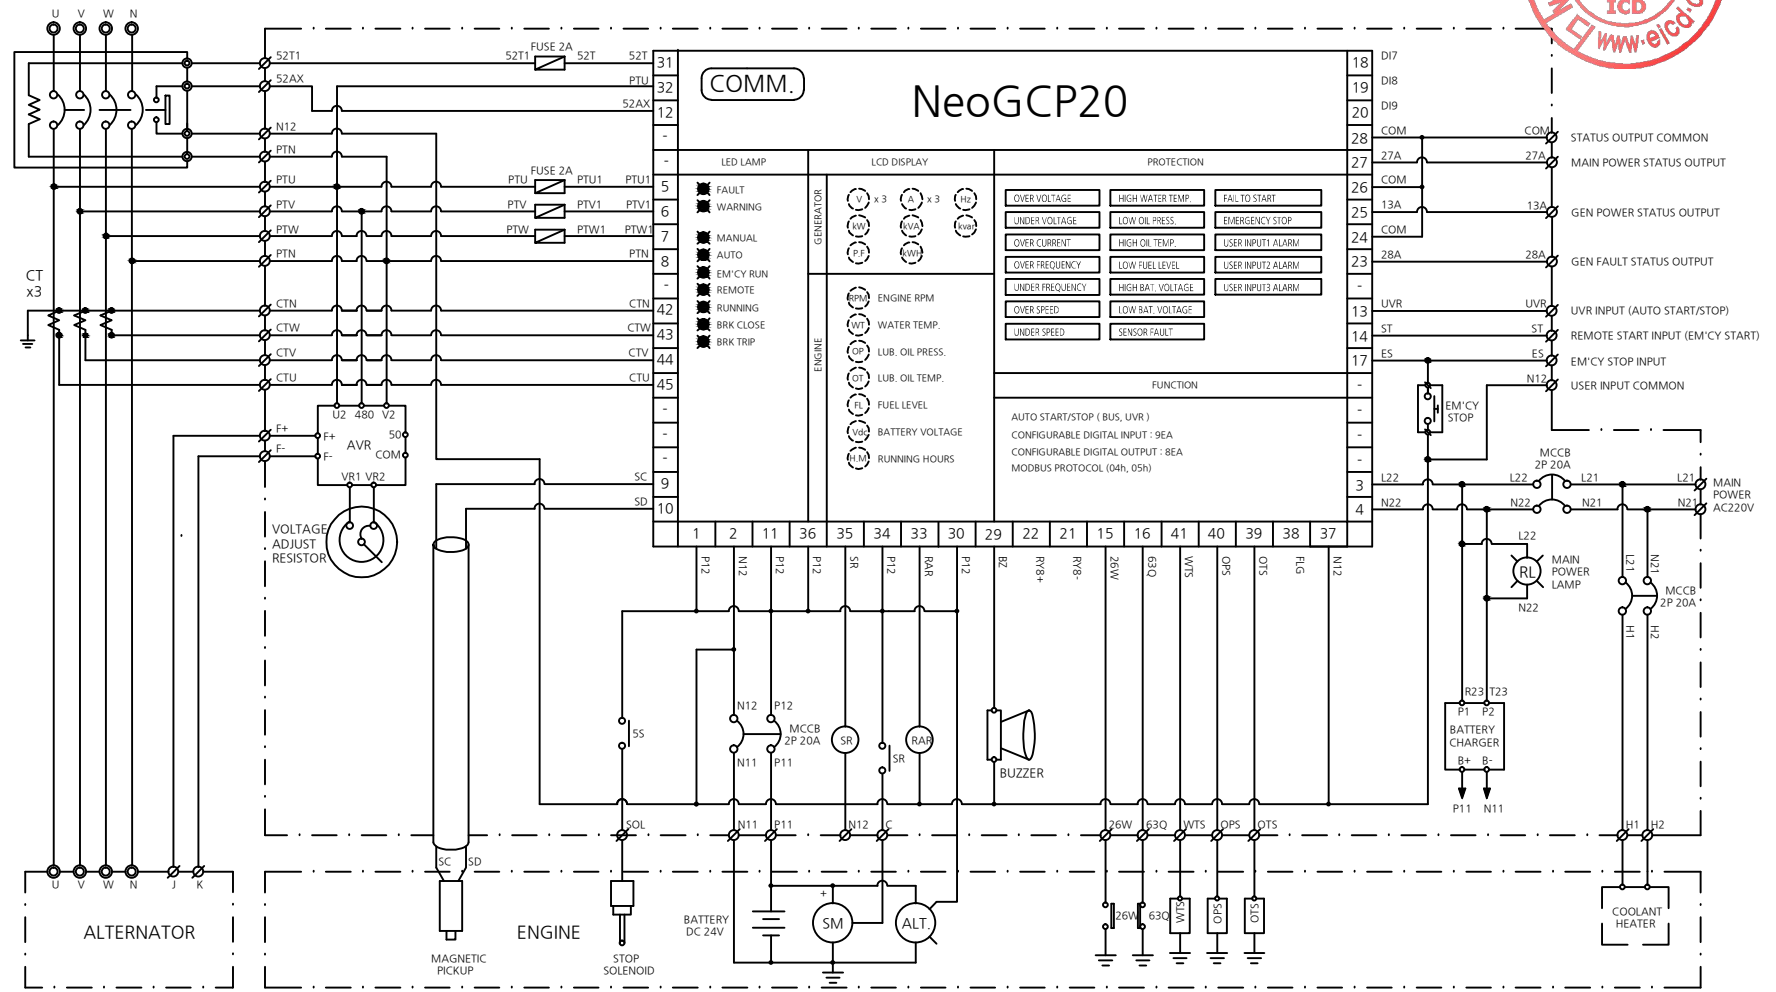 U V W N
ICD
www.ejcd.c
52T1
52T1
FUSE 2A
52T
52T
31
18
DI7
52AX
PTU
32
19
DI8
52AX
12
20
DI9
COMM.
NeoGCP20
N12
-
28
COM
COM
STATUS OUTPUT COMMON
PTN
-
LED LAMP
LCD DISPLAY
PROTECTION
27
27A
27A
MAIN POWER STATUS OUTPUT
PTU
PTU
FUSE 2A
PTU1
PTU1
5
26
COM
PTV
PTV
PTV1
PTV1
6
25
13A
13A
GEN POWER STATUS OUTPUT
PTW
PTW
PTW1
PTW1
7
24
COM
PTN
PTN
8
23
28A
28A
GEN FAULT STATUS OUTPUT
-
-
CT
x3
CTN
CTN
42
13
UVR
UVR
UVR INPUT (AUTO START/STOP)
CTW
CTW
43
14
ST
ST
REMOTE START INPUT (EM'CY START)
CTV
CTV
44
17
ES
ES
EM'CY STOP INPUT
CTU
CTU
45
-
N12
USER INPUT COMMON
FAULT
WARNING
MANUAL
AUTO
EM'CY RUN
REMOTE
RUNNING
BRK CLOSE
BRK TRIP
GENERATOR
V x 3
A x 3
Hz
kW
kVA
kvar
P.F
kWH
ENGINE
RPM ENGINE RPM
WT WATER TEMP.
OP LUB. OIL PRESS.
OT LUB. OIL TEMP.
FL FUEL LEVEL
Vdc BATTERY VOLTAGE
H.M RUNNING HOURS
OVER VOLTAGE
HIGH WATER TEMP.
FAIL TO START
UNDER VOLTAGE
LOW OIL PRESS.
EMERGENCY STOP
OVER CURRENT
HIGH OIL TEMP.
USER INPUT1 ALARM
OVER FREQUENCY
LOW FUEL LEVEL
USER INPUT2 ALARM
UNDER FREQUENCY
HIGH BAT. VOLTAGE
USER INPUT3 ALARM
OVER SPEED
LOW BAT. VOLTAGE
UNDER SPEED
SENSOR FAULT
FUNCTION
AUTO START/STOP ( BUS, UVR )
CONFIGURABLE DIGITAL INPUT : 9EA
CONFIGURABLE DIGITAL OUTPUT : 8EA
MODBUS PROTOCOL (04h, 05h)
-
-
-
-
-
-
EM'CY
STOP
U2 480 V2
F+
F+
50
AVR
F-
F-
COM
VR1 VR2
VOLTAGE
ADJUST
RESISTOR
SC
9
SD
10
3
L22
L22
MCCB
2P 20A
L21
L21
4
N22
N22
N21
N21
MAIN
POWER
AC220V
1 2 11 36 35 34 33 30 29 22 21 15 16 41 40 39 38 37
P12 N12 P12 P12 SR P12 RAR P12 BZ RY8+ RY8- 26W 63Q WTS OPS OTS FLG N12
L22
RL
MAIN
POWER
LAMP
N22
L21 N21
MCCB
2P 20A
H1 H2
5S
N12 P12
MCCB
2P 20A
N11 P11
SR
SR
RAR
BUZZER
R23 T23
P1 P2
BATTERY
CHARGER
B+ B-
P11 N11
SOL
N11
P11
N12
C
26W
63Q
WTS
OPS
OTS
H1
H2
SC SD
U V W N J K
ALTERNATOR
ENGINE
MAGNETIC
PICKUP
STOP
SOLENOID
BATTERY
DC 24V
+
SM
ALT.
26W
63Q
WTS
OPS
OTS
COOLANT
HEATER